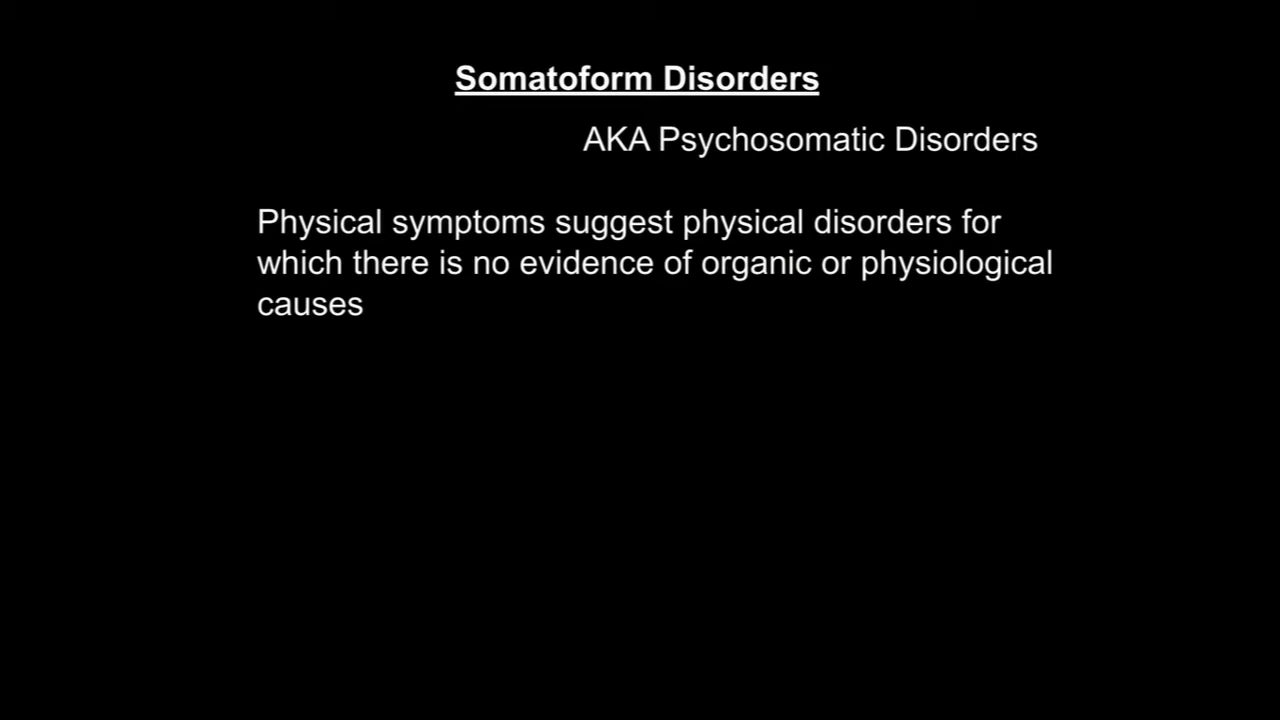 Somatoform Disorders
AKA Psychosomatic Disorders
Physical symptoms suggest physical disorders for
which there is no evidence of organic or physiological
causes